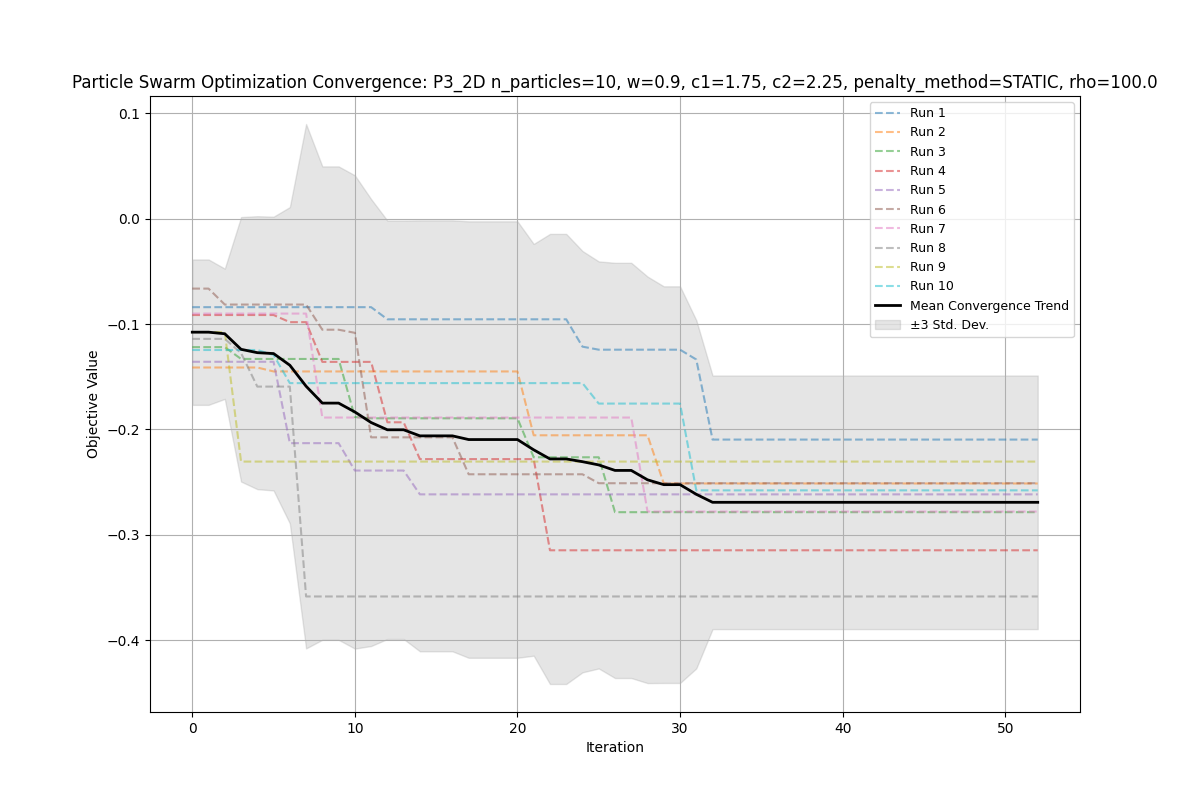 Particle Swarm Optimization Convergence: P3_2D n_particles=10, w=0.9, c1=1.75, c2=2.25, penalty_method=STATIC, rho=100.0
Run 1
Run 2
Run 3
Run 4
Run 5
Run 6
Run 7
Run 8
Run 9
Run 10
Mean Convergence Trend
±3 Std. Dev.
Objective Value
0.1
0.0
−0.1
−0.2
−0.3
−0.4
0 10 20 30 40 50
Iteration